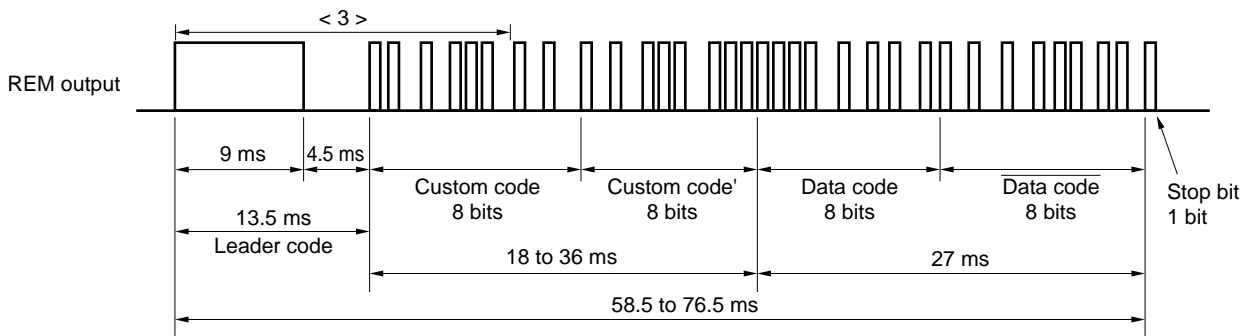 < 3 >
REM output
9 ms
4.5 ms
Custom code
8 bits
Custom code'
8 bits
Data code
8 bits
Data code
8 bits
Stop bit
1 bit
13.5 ms
Leader code
18 to 36 ms
27 ms
58.5 to 76.5 ms